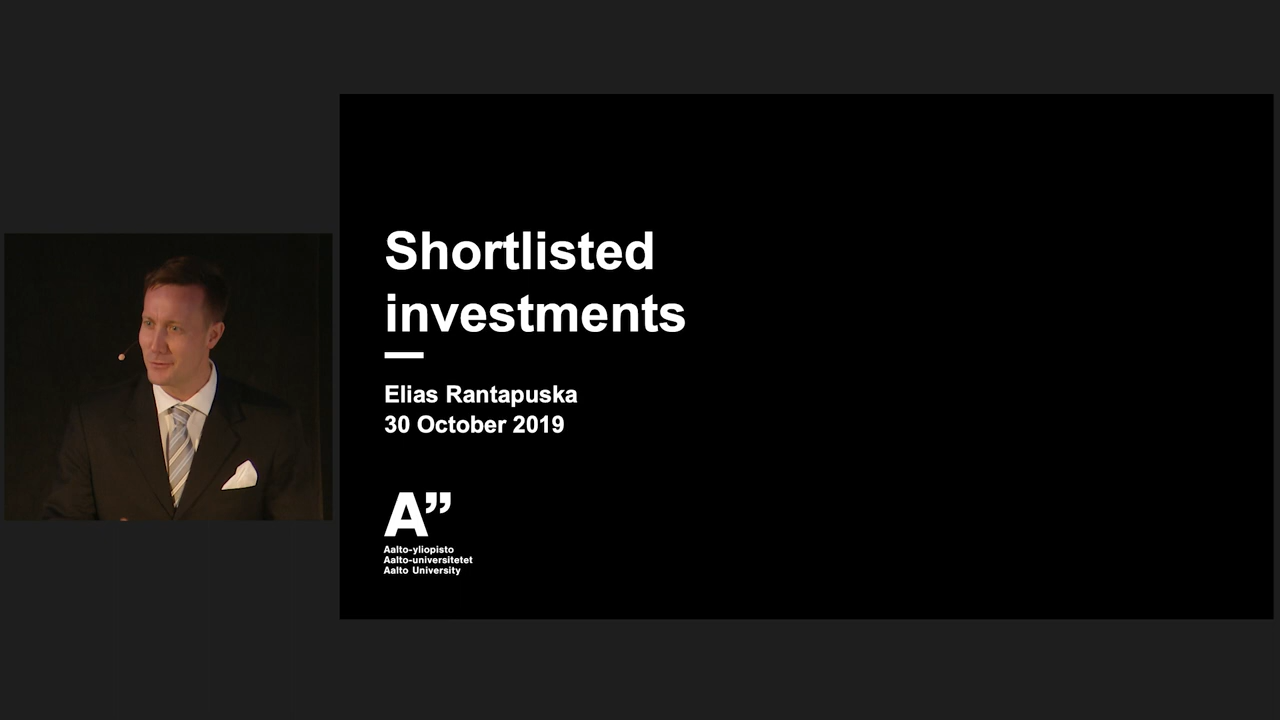 Shortlisted
investments
Elias Rantapuska
30 October 2019
A”
Aalto-yliopisto
Aalto-universitetet
Aalto University